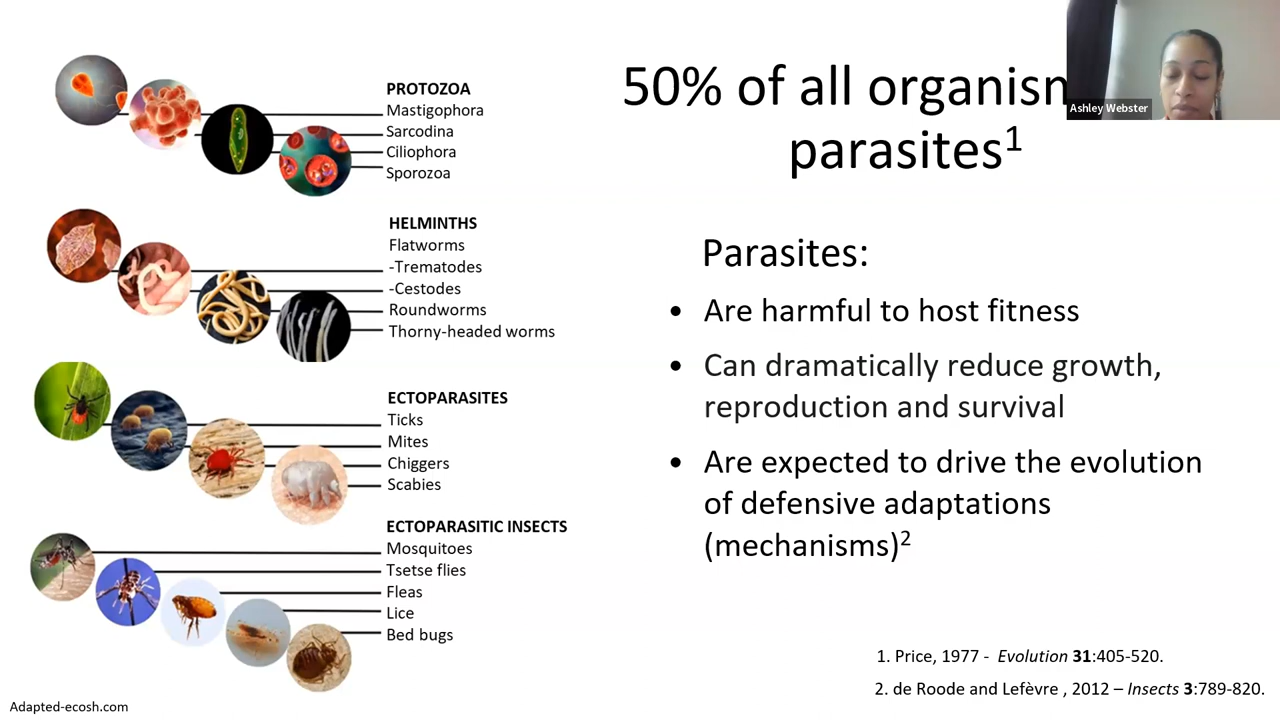 50% of all organism
parasites1
Ashley Webster
PROTOZOA
Mastigophora
Sarcodina
Ciliophora
Sporozoa
HELMINTHS
Flatworms
-Trematodes
-Cestodes
Roundworms
Thorny-headed worms
ECTOPARASITES
Ticks
Mites
Chiggers
Scabies
ECTOPARASITIC INSECTS
Mosquitoes
Tsetse flies
Fleas
Lice
Bed bugs
Adapted-ecosh.com
Parasites:
• Are harmful to host fitness
• Can dramatically reduce growth,
reproduction and survival
• Are expected to drive the evolution
of defensive adaptations
(mechanisms)2
1. Price, 1977 - Evolution 31:405-520.
2. de Roode and Lefèvre , 2012 – Insects 3:789-820.